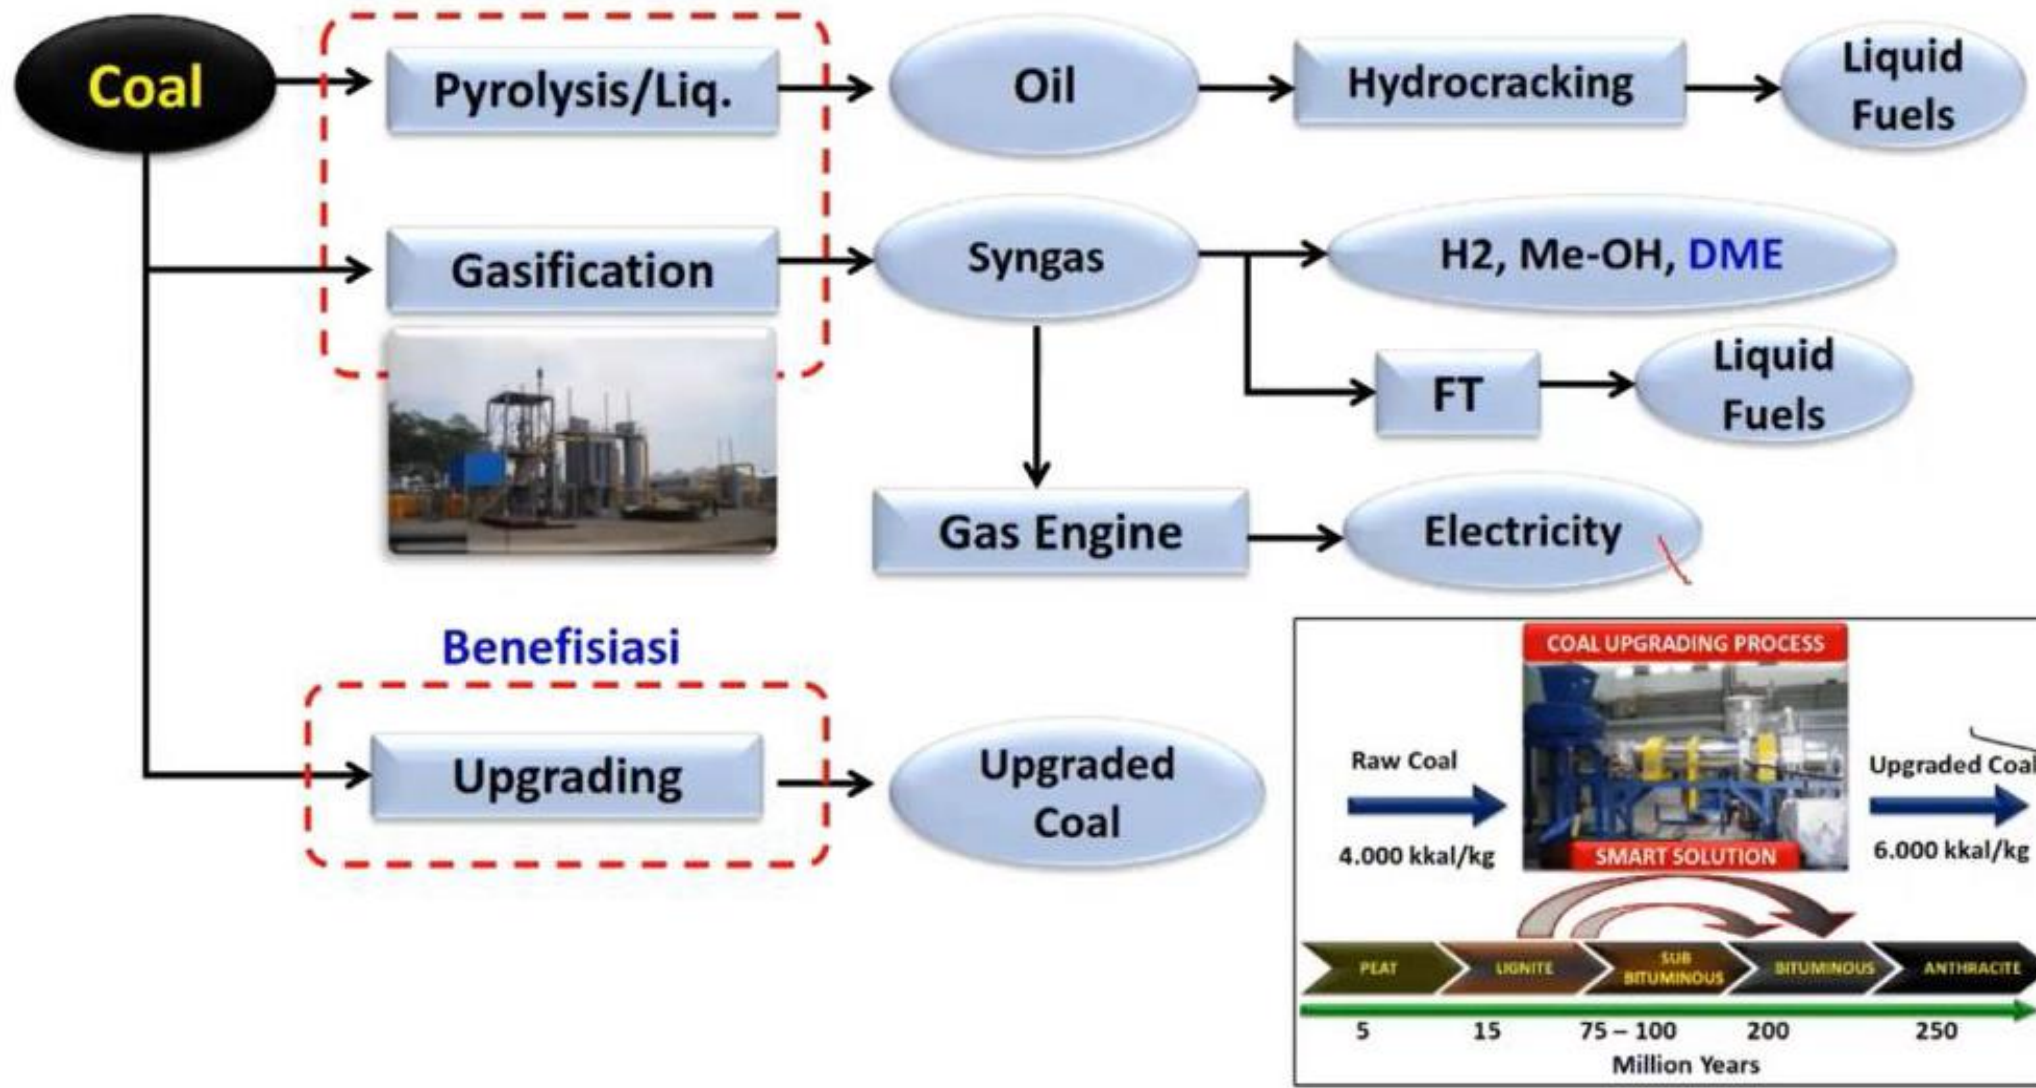 Coal
Pyrolysis/Liq.
Oil
Hydrocracking
Liquid
Fuels
Gasification
Syngas
H2, Me-OH, DME
FT
Liquid
Fuels
Gas Engine
Electricity
Benefisiasi
Upgrading
Upgraded
Coal
COAL UPGRADING PROCESS
Raw Coal
4.000 kkal/kg
Upgraded Coal
6.000 kkal/kg
SMART SOLUTION
PEAT
LIGNITE
SUB
BITUMINOUS
BITUMINOUS
ANTHRACITE
5
15
75 – 100
200
250
Million Years